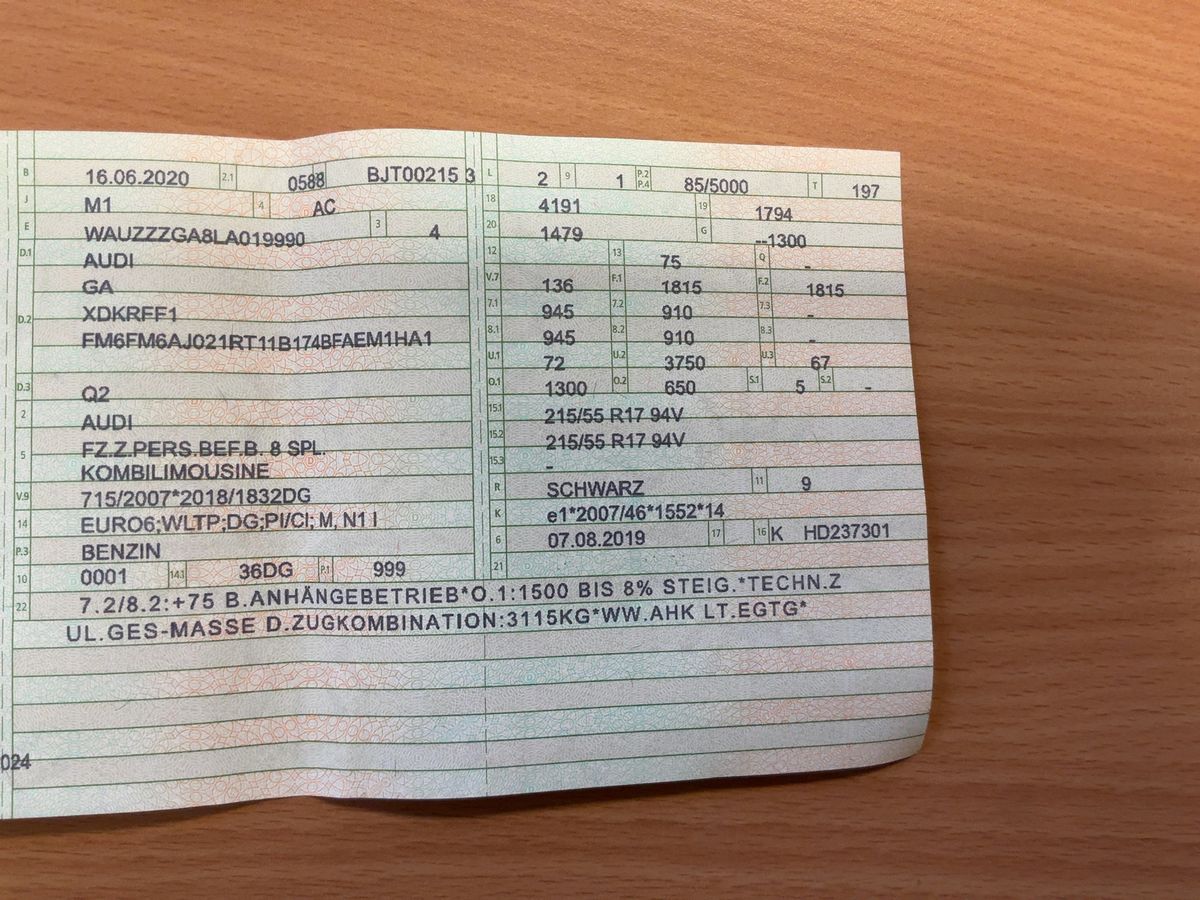 B 16.06.2020 2.1 0588 BJT00215 3
J M1 4 AC
E WAUZZZGA8LA019990 3 4
D.1 AUDI
GA
D.2 XDKRFF1
FM6FM6AJ021RT11B174BFAEM1HA1
D.3 Q2
2 AUDI
5 FZ.Z.PERS.BEF.B. 8 SPL.
KOMBILIMOUSINE
V.9 715/2007*2018/1832DG
14 EURO6;WLTP;DG;PI/CI; M, N1 I
P.3 BENZIN
10 0001 14.1 36DG P.1 999
L 2 9 1 P.2 P.4 85/5000 T 197
18 4191 19 1794
20 1479 G --1300
12 13 75 Q -
V.7 136 F.1 1815 F.2 1815
7.1 945 7.2 910 7.3 -
8.1 945 8.2 910 8.3 -
U.1 72 U.2 3750 U.3 67
O.1 1300 O.2 650 S.1 5 S.2 -
15.1 215/55 R17 94V
15.2 215/55 R17 94V
15.3 -
R SCHWARZ 11 9
K e1*2007/46*1552*14
6 07.08.2019 17 16 K HD237301
21
22 7.2/8.2:+75 B.ANHÄNGEBETRIEB*O.1:1500 BIS 8% STEIG.*TECHN.Z
UL.GES-MASSE D.ZUGKOMBINATION:3115KG*WW.AHK LT.EGTG*
024